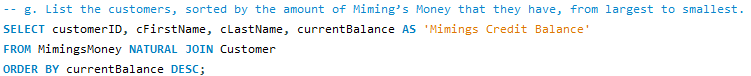 -- g. List the customers, sorted by the amount of Miming’s Money that they have, from largest to smallest.
SELECT customerID, cFirstName, cLastName, currentBalance AS 'Mimings Credit Balance'
FROM MimingsMoney NATURAL JOIN Customer
ORDER BY currentBalance DESC;